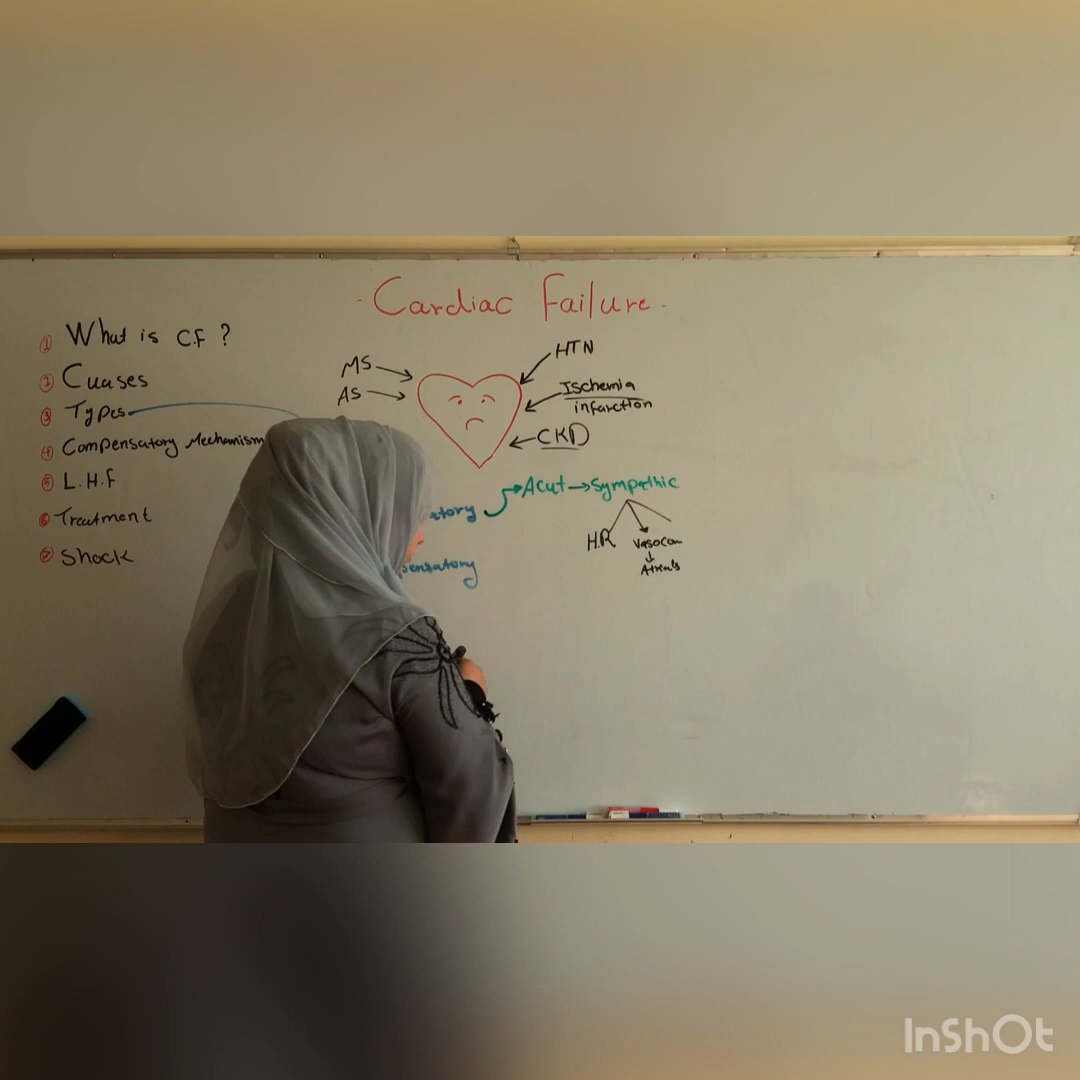 . Cardiac Failure .
① What is C.F ?
② Cuases
③ Types
④ Compensatory Mechanism
⑤ L.H.F
⑥ Treatment
⑦ Shock
MS
AS
HTN
Ischemia
infarction
CKD
Acut → Sympathic
H.R
InShOt